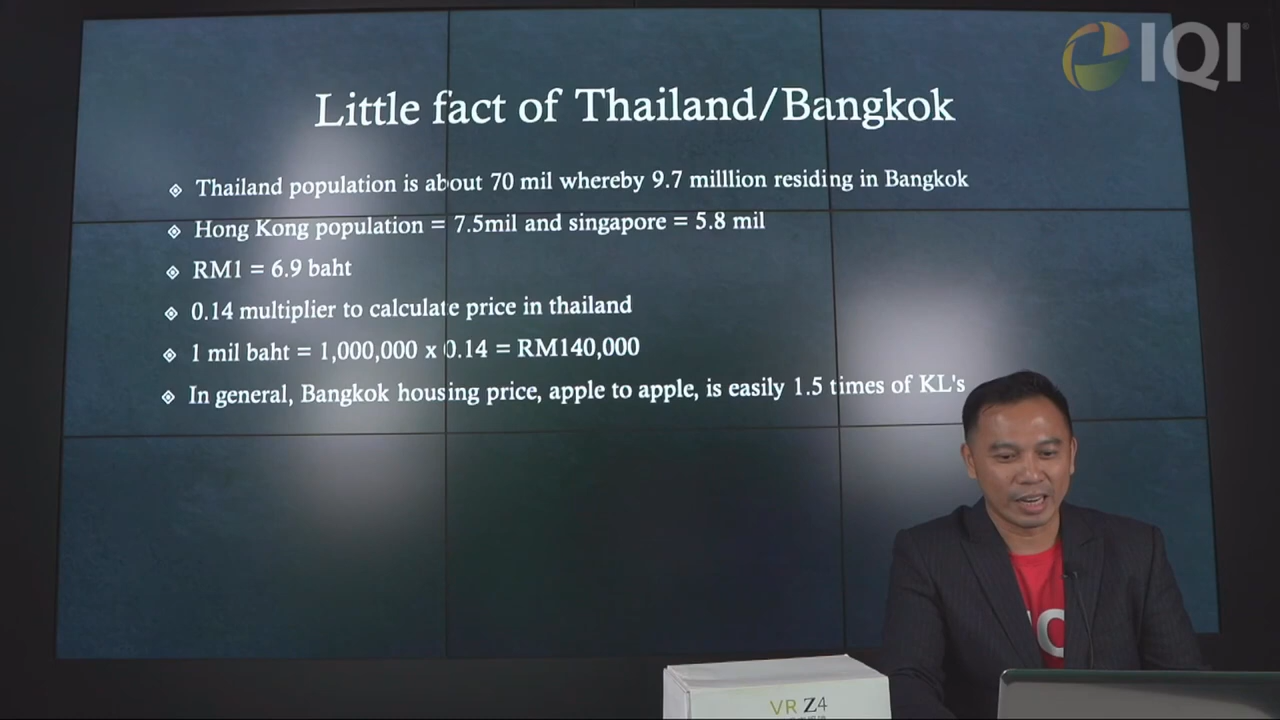 IQI
Little fact of Thailand/Bangkok
Thailand population is about 70 mil whereby 9.7 milllion residing in Bangkok
Hong Kong population = 7.5mil and singapore = 5.8 mil
RM1 = 6.9 baht
0.14 multiplier to calculate price in thailand
1 mil baht = 1,000,000 x 0.14 = RM140,000
In general, Bangkok housing price, apple to apple, is easily 1.5 times of KL's
VR Z4